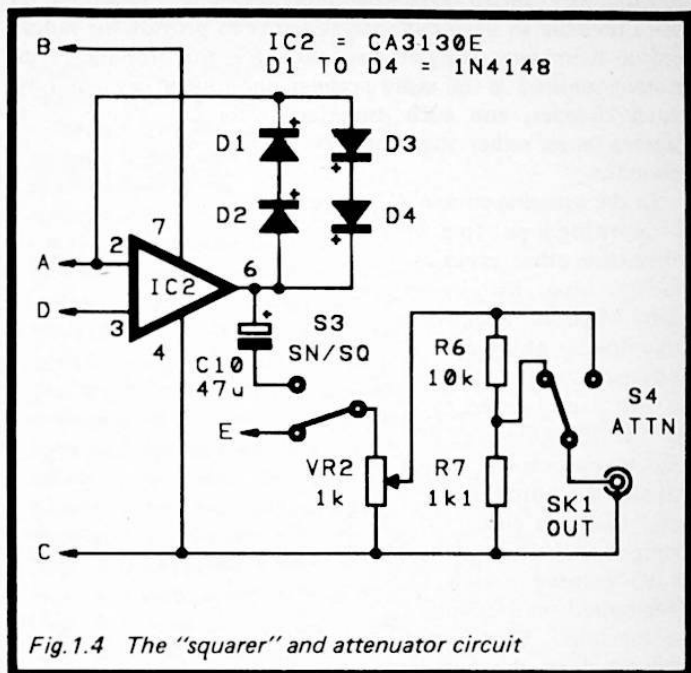 B
IC2 = CA3130E
D1 TO D4 = 1N4148
D1
D3
D2
D4
7
A
2
6
IC2
D
3
4
S3
SN/SQ
C10
47u
R6
10k
S4
ATTN
E
VR2
1k
R7
1k1
SK1
OUT
C
Fig.1.4 The "squarer" and attenuator circuit